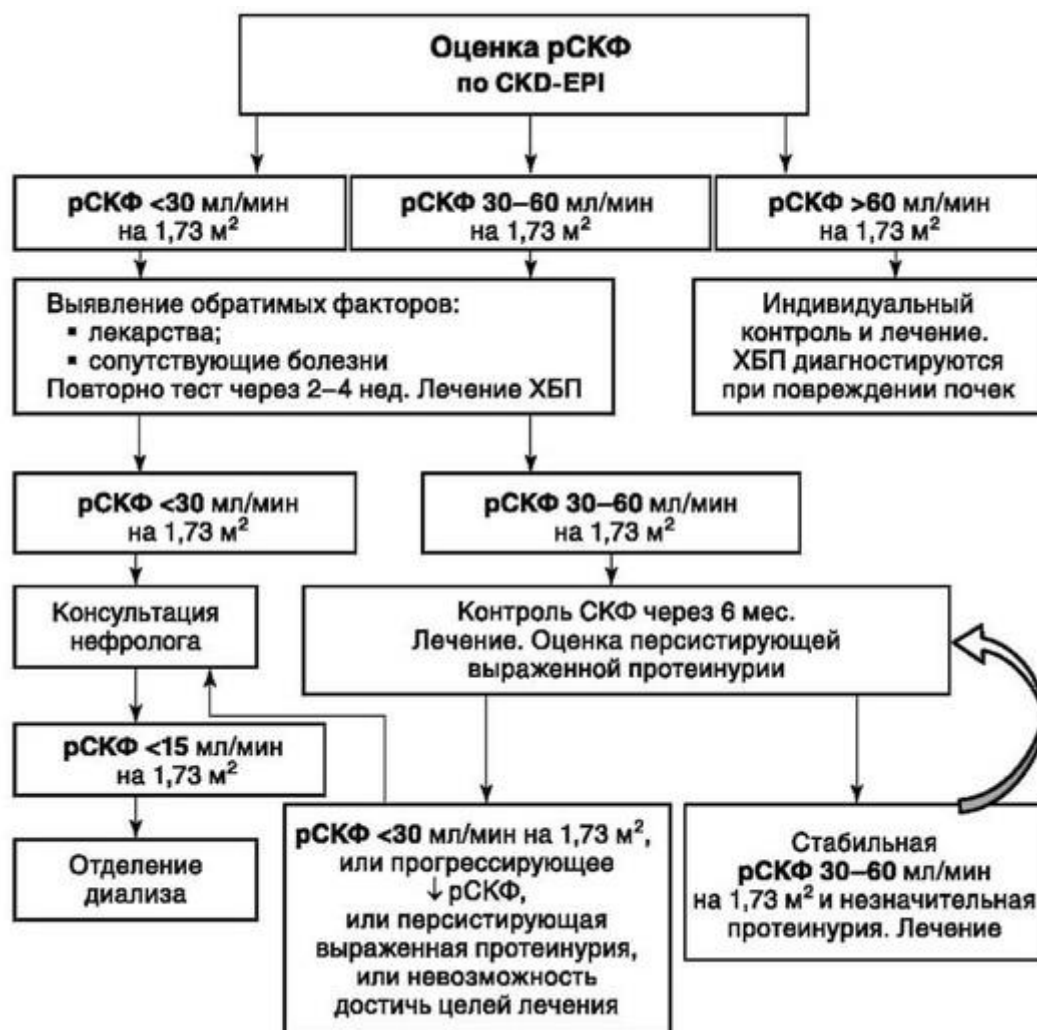 Оценка рСКФ
по CKD-EPI
рСКФ <30 мл/мин
на 1,73 м²
рСКФ 30–60 мл/мин
на 1,73 м²
рСКФ >60 мл/мин
на 1,73 м²
Выявление обратимых факторов:
▪ лекарства;
▪ сопутствующие болезни
Повторно тест через 2–4 нед. Лечение ХБП
Индивидуальный
контроль и лечение.
ХБП диагностируются
при повреждении почек
рСКФ <30 мл/мин
на 1,73 м²
рСКФ 30–60 мл/мин
на 1,73 м²
Консультация
нефролога
Контроль СКФ через 6 мес.
Лечение. Оценка персистирующей
выраженной протеинурии
рСКФ <15 мл/мин
на 1,73 м²
Отделение
диализа
рСКФ <30 мл/мин на 1,73 м²,
или прогрессирующее
↓ рСКФ,
или персистирующая
выраженная протеинурия,
или невозможность
достичь целей лечения
Стабильная
рСКФ 30–60 мл/мин
на 1,73 м² и незначительная
протеинурия. Лечение